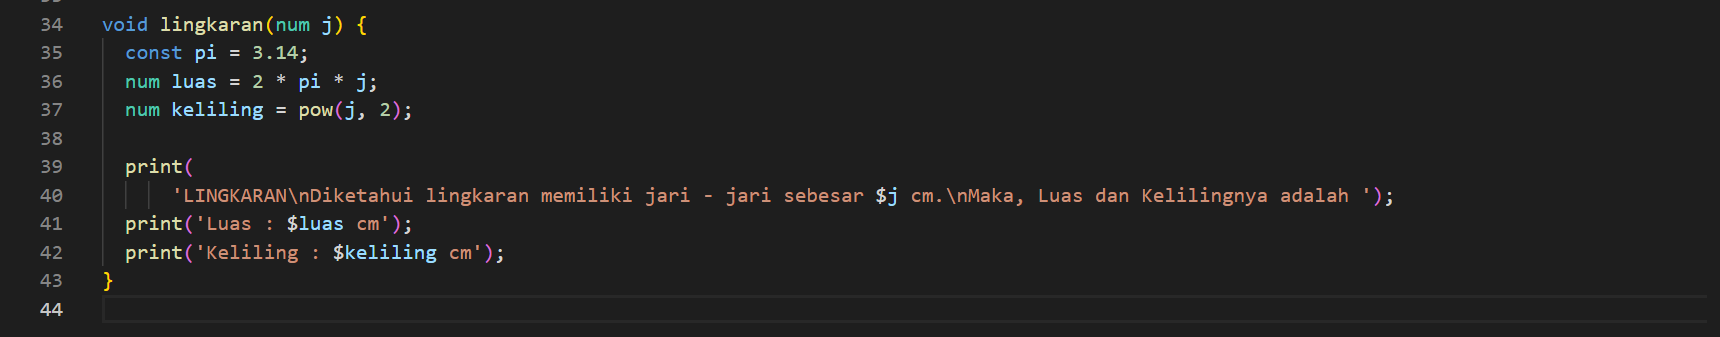 34 void lingkaran(num j) {
35 const pi = 3.14;
36 num luas = 2 * pi * j;
37 num keliling = pow(j, 2);
38
39 print(
40 'LINGKARAN\nDiketahui lingkaran memiliki jari - jari sebesar $j cm.\nMaka, Luas dan Kelilingnya adalah ');
41 print('Luas : $luas cm');
42 print('Keliling : $keliling cm');
43 }
44